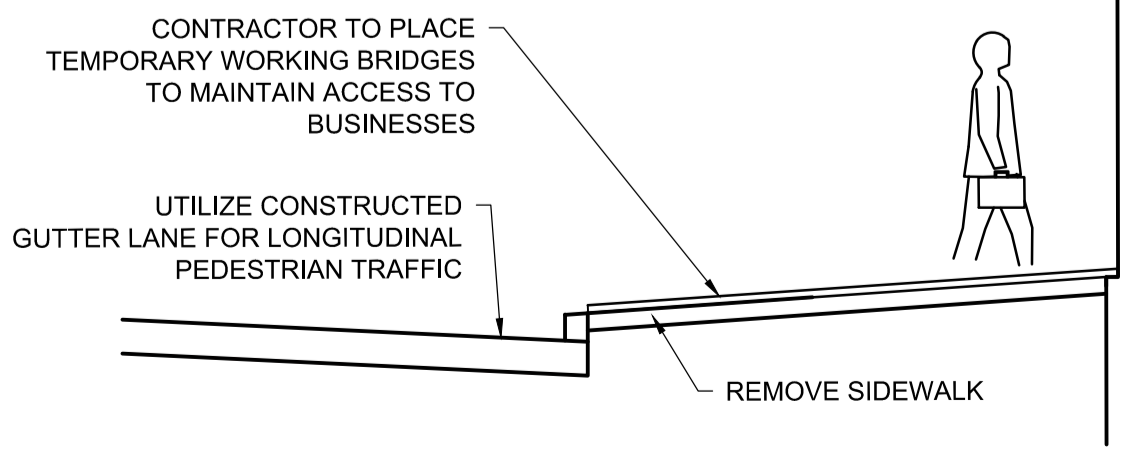 CONTRACTOR TO PLACE
TEMPORARY WORKING BRIDGES
TO MAINTAIN ACCESS TO
BUSINESSES
UTILIZE CONSTRUCTED
GUTTER LANE FOR LONGITUDINAL
PEDESTRIAN TRAFFIC
REMOVE SIDEWALK